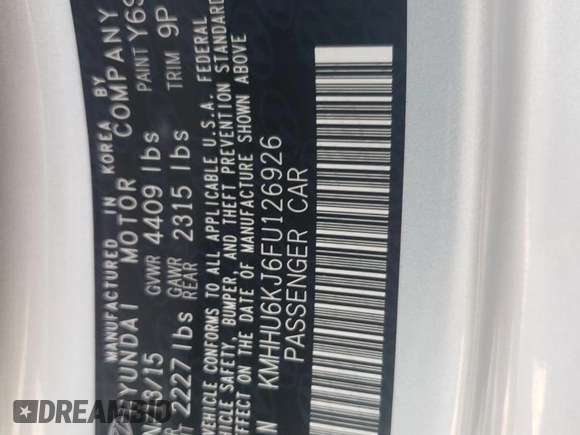 MANUFACTURED IN KOREA BY
HYUNDAI MOTOR COMPANY
3/15 GVWR 4409 lbs PAINT Y6S
2227 lbs GAWR REAR 2315 lbs TRIM 9P
VEHICLE CONFORMS TO ALL APPLICABLE U.S.A. FEDERAL
VEHICLE SAFETY, BUMPER, AND THEFT PREVENTION STANDARD
EFFECT ON THE DATE OF MANUFACTURE SHOWN ABOVE
KMHHU6KJ6FU126926
PASSENGER CAR
DREAMBID